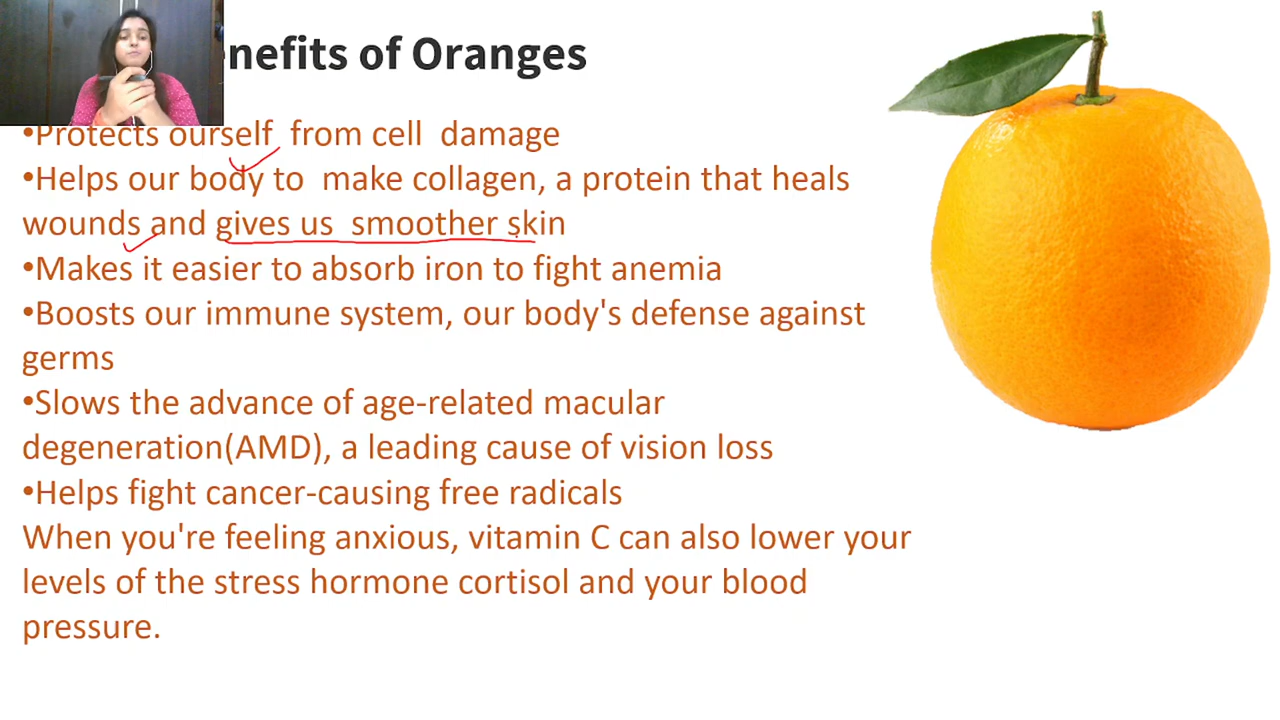 enefits of Oranges
•Protects ourself from cell damage
•Helps our body to make collagen, a protein that heals
wounds and gives us smoother skin
•Makes it easier to absorb iron to fight anemia
•Boosts our immune system, our body's defense against
germs
•Slows the advance of age-related macular
degeneration(AMD), a leading cause of vision loss
•Helps fight cancer-causing free radicals
When you're feeling anxious, vitamin C can also lower your
levels of the stress hormone cortisol and your blood
pressure.